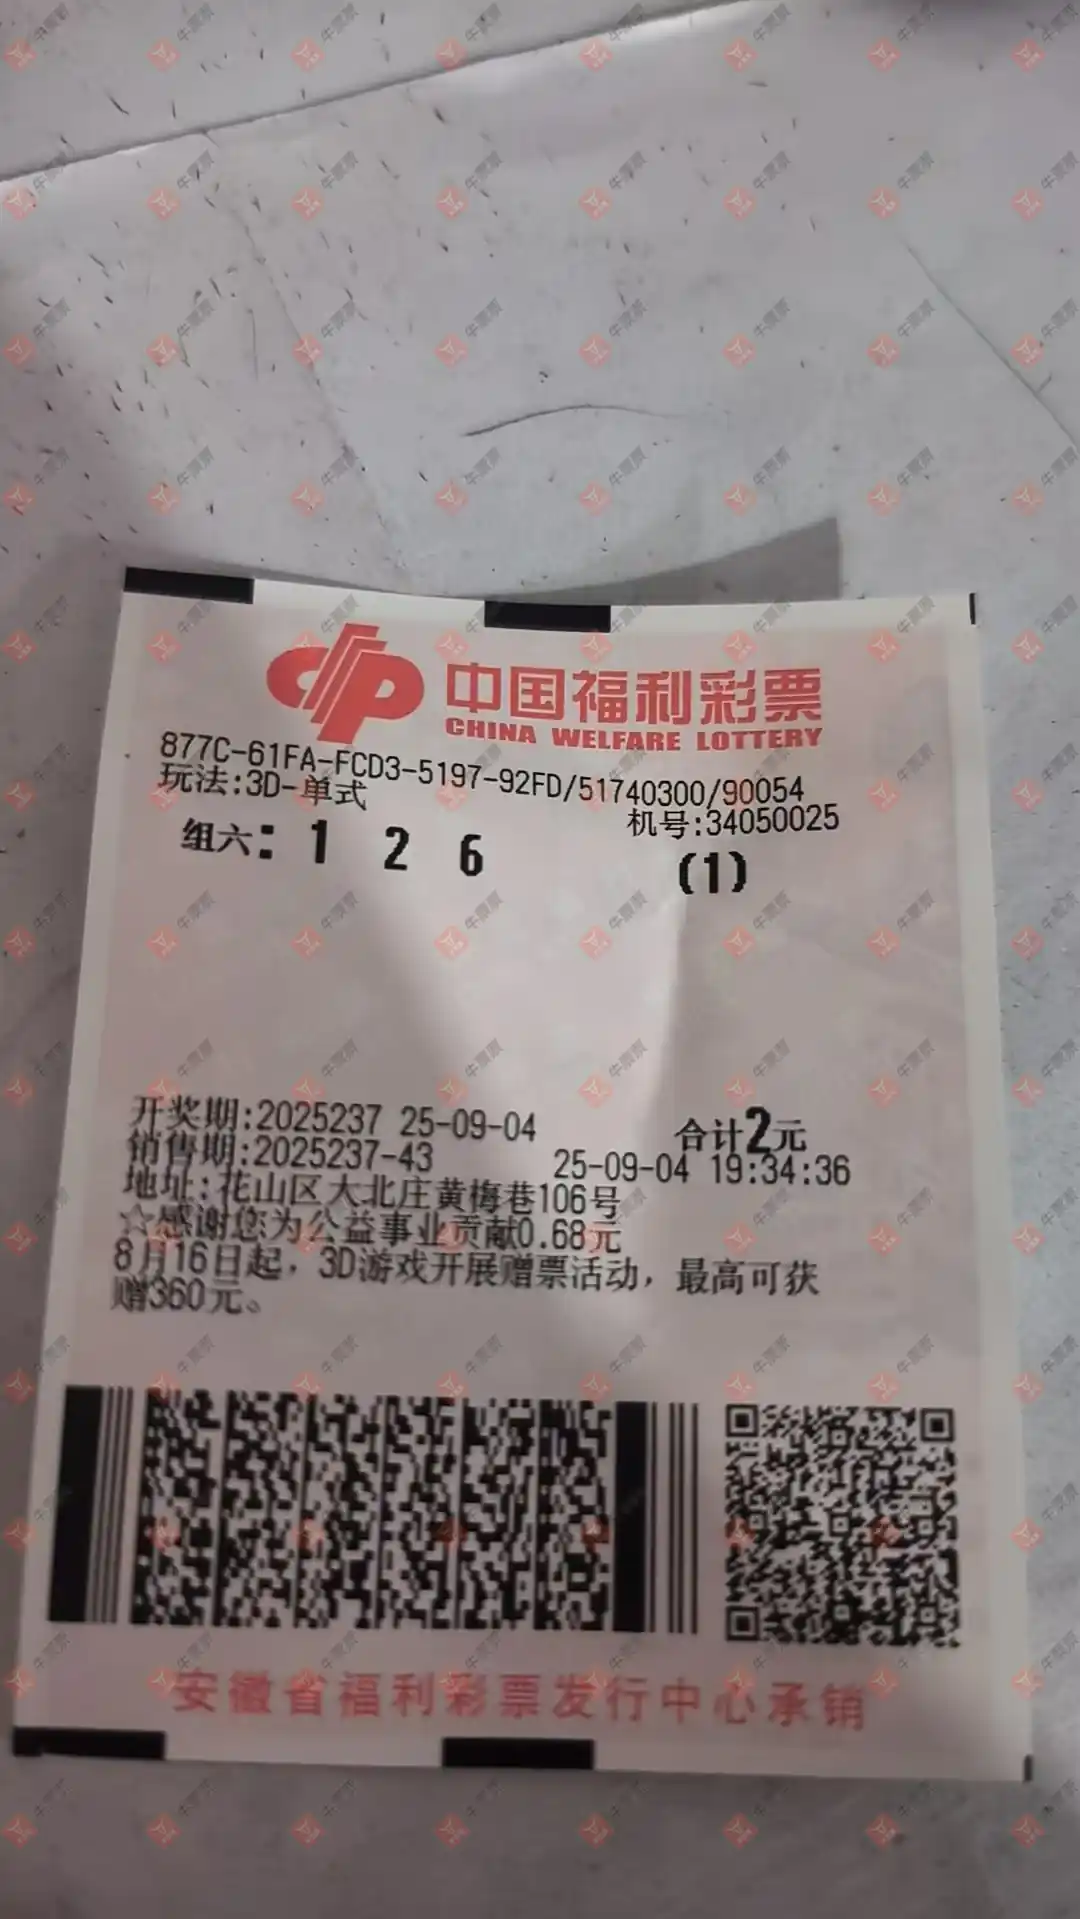 中国福利彩票
CHINA WELFARE LOTTERY
877C-61FA-FCD3-5197-92FD/51740300/90054
玩法:3D-单式
机号:34050025
组六: 1 2 6 (1)
开奖期:2025237 25-09-04 合计2元
销售期:2025237-43 25-09-04 19:34:36
地址:花山区大北庄黄梅巷106号
☆感谢您为公益事业贡献0.68元
8月16日起，3D游戏开展赠票活动，最高可获
赠360元。
安徽省福利彩票发行中心承销